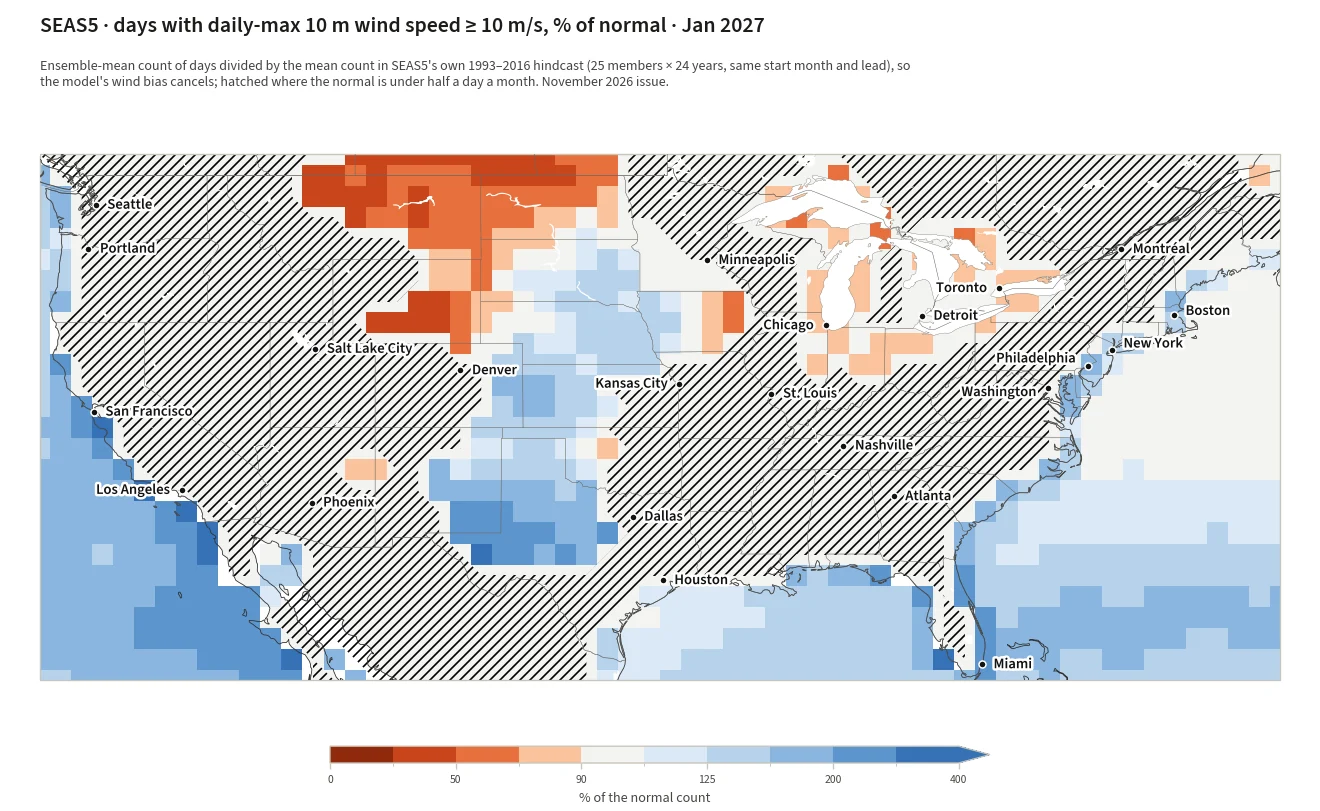 SEAS5 · days with daily-max 10 m wind speed ≥ 10 m/s, % of normal · Jan 2027
Ensemble-mean count of days divided by the mean count in SEAS5's own 1993–2016 hindcast (25 members × 24 years, same start month and lead), so
the model's wind bias cancels; hatched where the normal is under half a day a month. November 2026 issue.
Seattle
Portland
Montréal
Minneapolis
Toronto
Boston
Detroit
Chicago
New York
Salt Lake City
Philadelphia
Denver
Kansas City
St. Louis
Washington
San Francisco
Nashville
Los Angeles
Phoenix
Atlanta
Dallas
Houston
Miami
0 50 90 125 200 400
% of the normal count